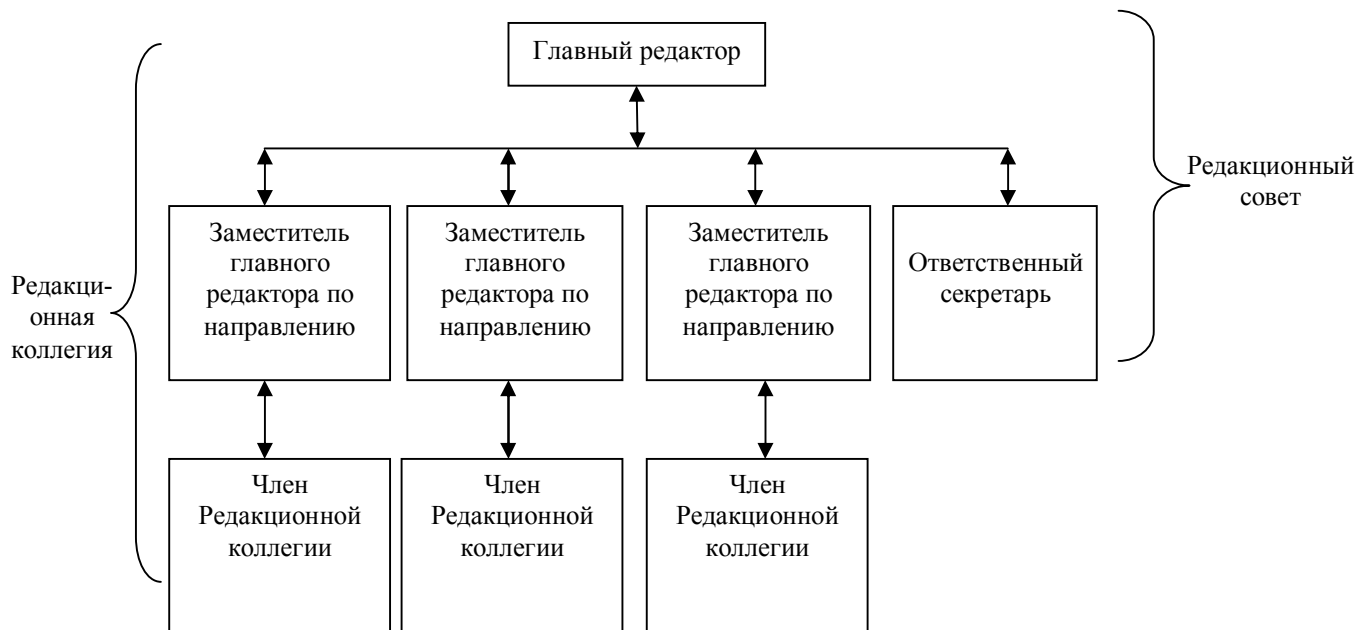 Главный редактор
Редакционный
совет
Заместитель
главного
редактора по
направлению
Заместитель
главного
редактора по
направлению
Заместитель
главного
редактора по
направлению
Ответственный
секретарь
Редакци-
онная
коллегия
Член
Редакционной
коллегии
Член
Редакционной
коллегии
Член
Редакционной
коллегии